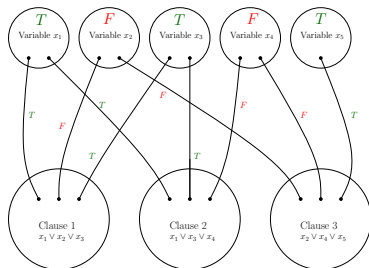 T F T F T
Variable x₁ Variable x₂ Variable x₃ Variable x₄ Variable x₅
F
F
T F T
F
T T
Clause 1 Clause 2 Clause 3
x₁ ∨ x₂ ∨ x₃ x₁ ∨ x₃ ∨ x₄ x₂ ∨ x₄ ∨ x₅